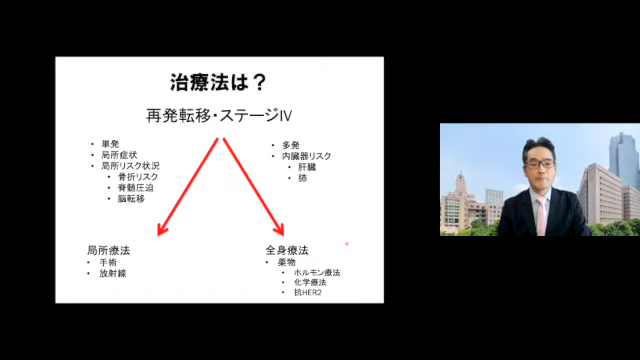 治療法は？
再発転移・ステージⅣ
・ 単発
・ 局所症状
・ 局所リスク状況
・ 骨折リスク
・ 脊髄圧迫
・ 脳転移
・ 多発
・ 内臓器リスク
・ 肝臓
・ 肺
局所療法
・ 手術
・ 放射線
全身療法
・ 薬物
・ ホルモン療法
・ 化学療法
・ 抗HER2